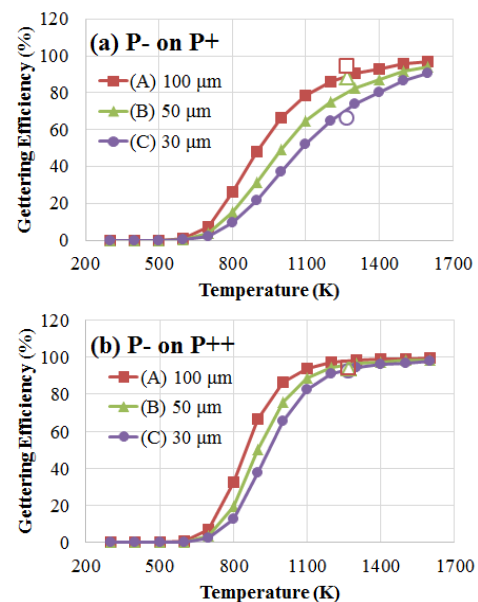 120
(a) P- on P+
100
80
(A) 100 μm
60
(B) 50 μm
40
(C) 30 μm
20
0
Gettering Efficiency (%)
200 500 800 1100 1400 1700
Temperature (K)
120
(b) P- on P++
100
80
(A) 100 μm
60
(B) 50 μm
40
(C) 30 μm
20
0
Gettering Efficiency (%)
200 500 800 1100 1400 1700
Temperature (K)